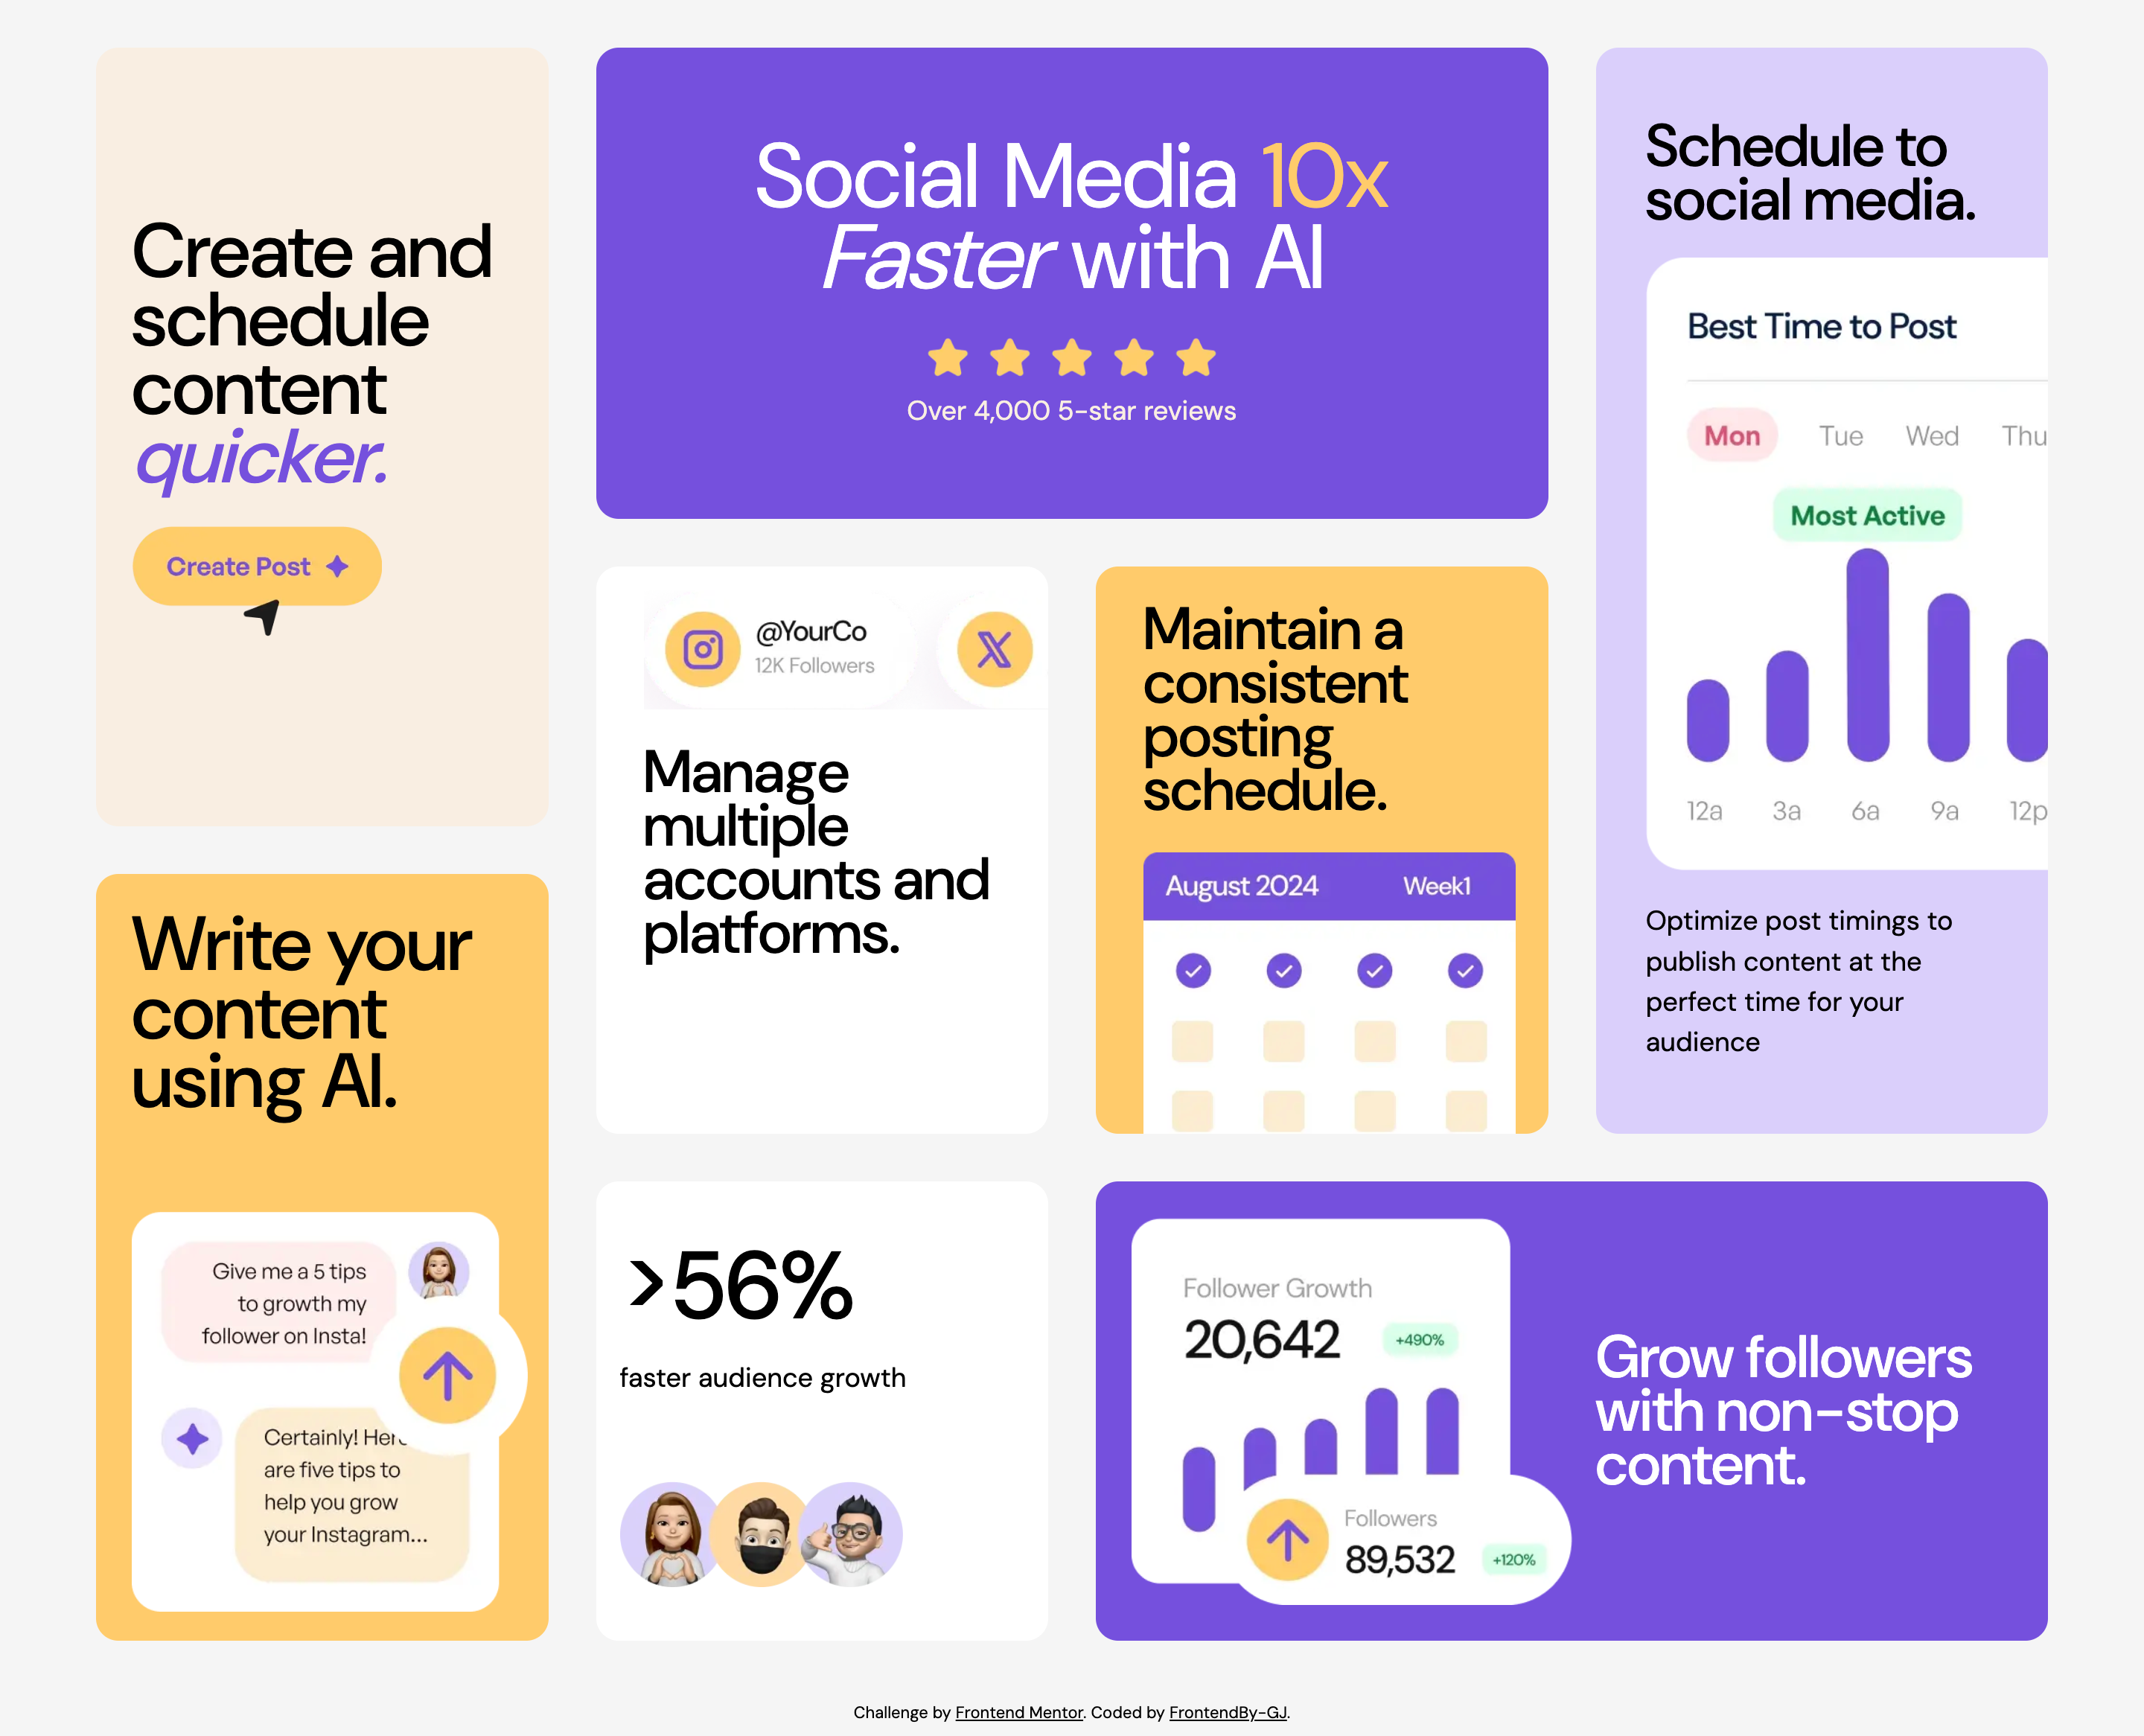 Create and
schedule
content
quicker.
Create Post
Social Media 10x
Faster with AI
Over 4,000 5-star reviews
Schedule to
social media.
Best Time to Post
Mon Tue Wed Thu
Most Active
12a 3a 6a 9a 12p
Optimize post timings to
publish content at the
perfect time for your
audience
@YourCo
12K Followers
Manage
multiple
accounts and
platforms.
Maintain a
consistent
posting
schedule.
August 2024 Week1
Write your
content
using AI.
Give me a 5 tips
to growth my
follower on Insta!
Certainly! Here
are five tips to
help you grow
your Instagram...
>56%
faster audience growth
Follower Growth
20,642 +490%
Followers
89,532 +120%
Grow followers
with non-stop
content.
Challenge by Frontend Mentor. Coded by FrontendBy-GJ.